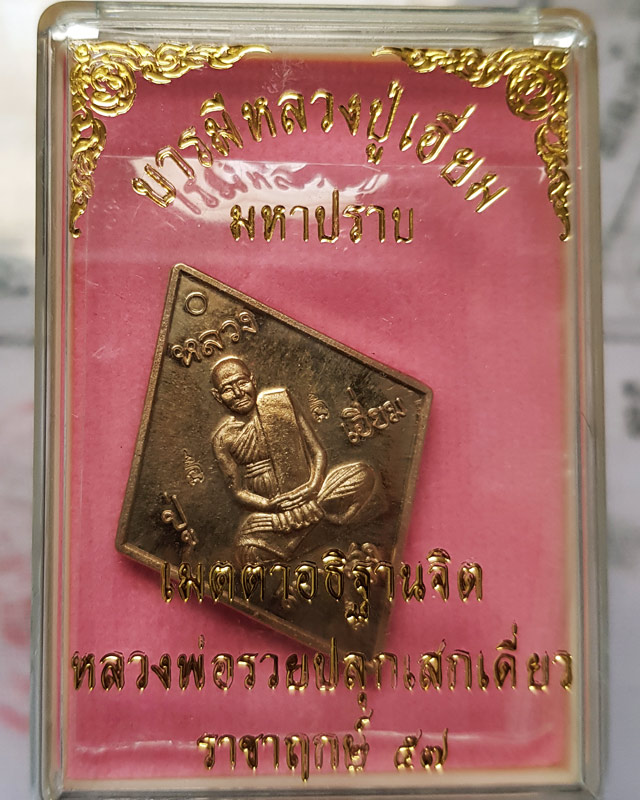 บารมีหลวงปู่เอี่ยม
มหาปราบ
หลวง
เอี่ยม
เมตตาอธิฐานจิต
หลวงพ่อรวยปลุกเสกเดี่ยว
ราชาฤกษ์ ๕๗